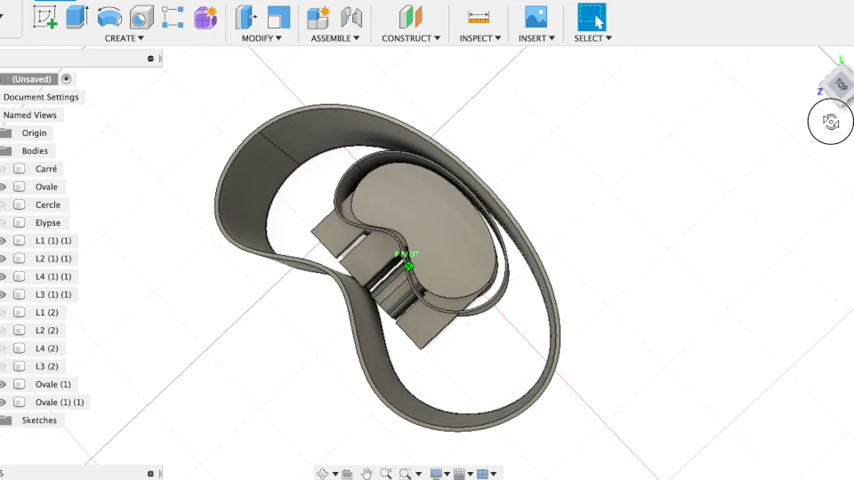 CREATE MODIFY ASSEMBLE CONSTRUCT INSPECT INSERT SELECT
(Unsaved)
Document Settings
Named Views
Origin
Bodies
Carré
Ovale
Cercle
Elypse
L1 (1) (1)
L2 (1) (1)
L4 (1) (1)
L3 (1) (1)
L1 (2)
L2 (2)
L4 (2)
L3 (2)
Ovale (1)
Ovale (1) (1)
Sketches
TOP
Z